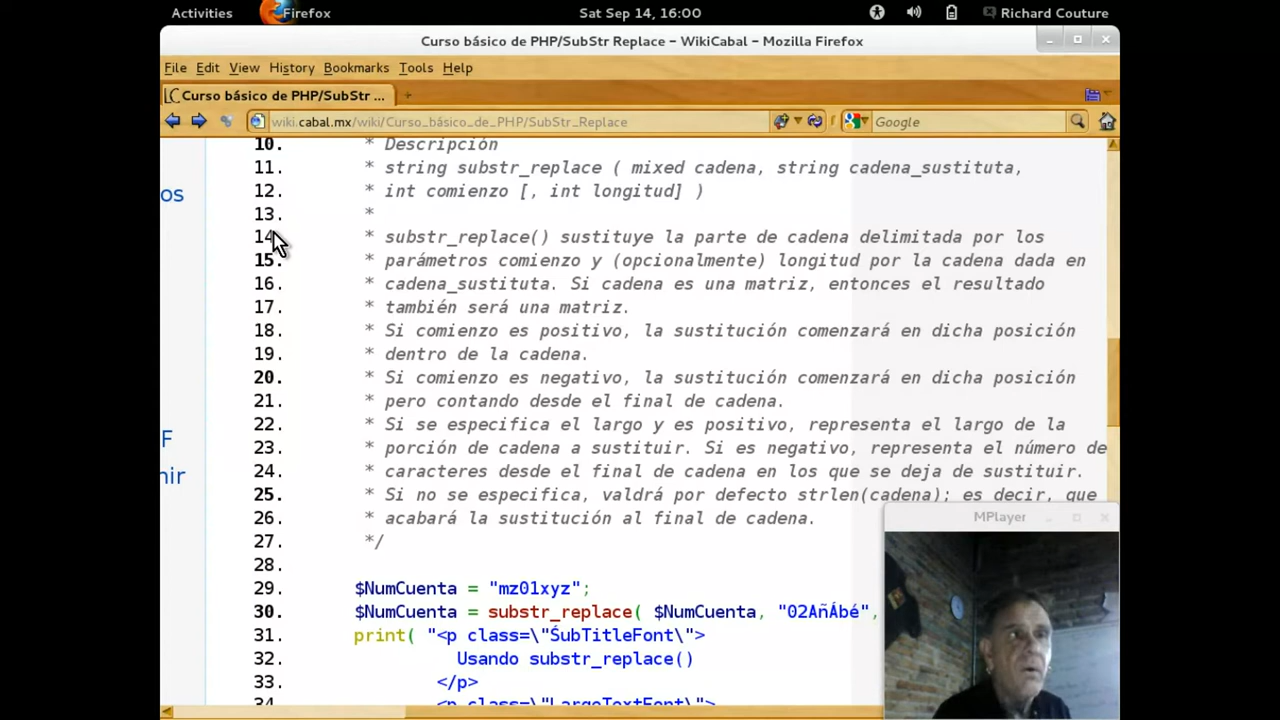 Activities Firefox Sat Sep 14, 16:00 Richard Couture
Curso básico de PHP/SubStr Replace – WikiCabal – Mozilla Firefox
File Edit View History Bookmarks Tools Help
Curso básico de PHP/SubStr ...
wiki.cabal.mx/wiki/Curso_básico_de_PHP/SubStr_Replace Google
10. * Descripción
11. * string substr_replace ( mixed cadena, string cadena_sustituta,
os
12. * int comienzo [, int longitud] )
13. *
14. * substr_replace() sustituye la parte de cadena delimitada por los
15. * parámetros comienzo y (opcionalmente) longitud por la cadena dada en
16. * cadena_sustituta. Si cadena es una matriz, entonces el resultado
17. * también será una matriz.
18. * Si comienzo es positivo, la sustitución comenzará en dicha posición
19. * dentro de la cadena.
20. * Si comienzo es negativo, la sustitución comenzará en dicha posición
21. * pero contando desde el final de cadena.
22. * Si se especifica el largo y es positivo, representa el largo de la
F
23. * porción de cadena a sustituir. Si es negativo, representa el número de
24. * caracteres desde el final de cadena en los que se deja de sustituir.
nir
25. * Si no se especifica, valdrá por defecto strlen(cadena); es decir, que
26. * acabará la sustitución al final de cadena.
MPlayer
27. */
28.
29. $NumCuenta = "mz01xyz";
30. $NumCuenta = substr_replace( $NumCuenta, "02AñÁbé",
31. print( "<p class=\"SubTitleFont\">
32. Usando substr_replace()
33. </p>
34. <p class=\"LargeTextFont\">